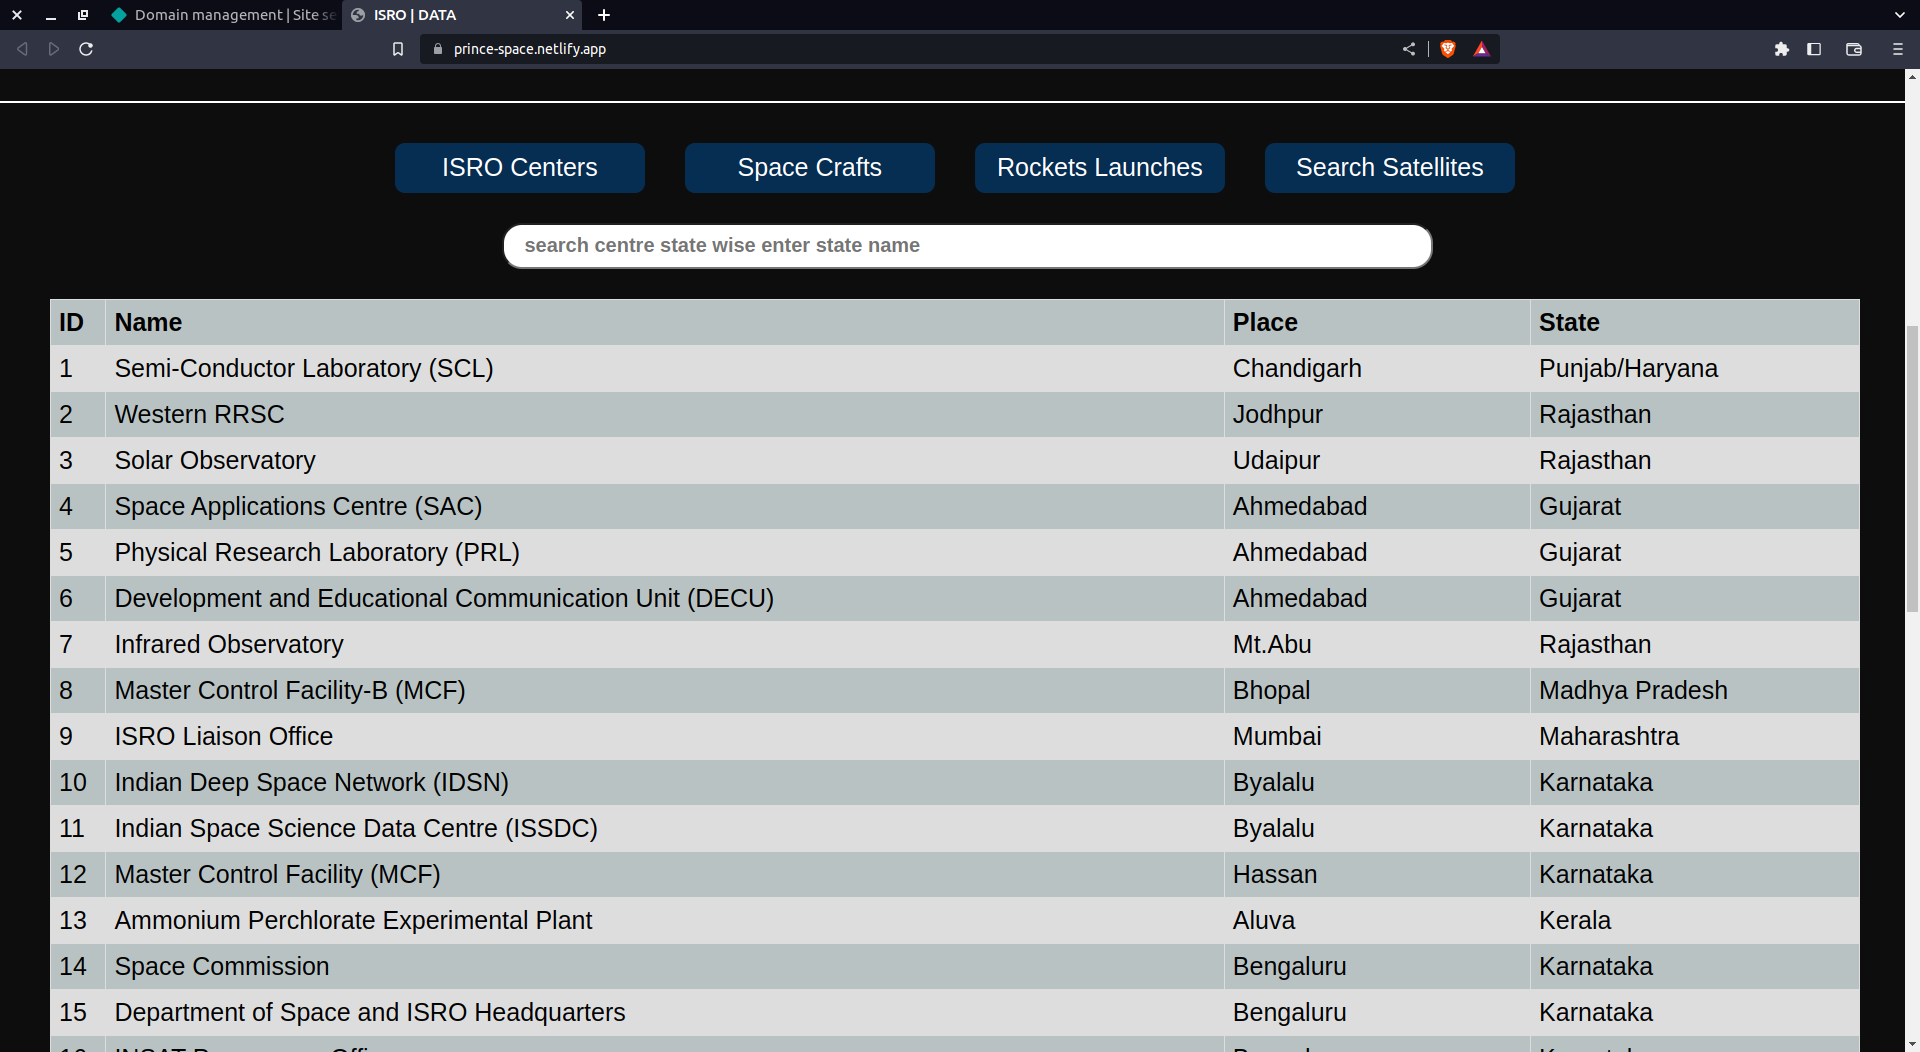 Domain management | Site se
ISRO | DATA
prince-space.netlify.app
ISRO Centers Space Crafts Rockets Launches Search Satellites
search centre state wise enter state name
ID Name Place State
1 Semi-Conductor Laboratory (SCL) Chandigarh Punjab/Haryana
2 Western RRSC Jodhpur Rajasthan
3 Solar Observatory Udaipur Rajasthan
4 Space Applications Centre (SAC) Ahmedabad Gujarat
5 Physical Research Laboratory (PRL) Ahmedabad Gujarat
6 Development and Educational Communication Unit (DECU) Ahmedabad Gujarat
7 Infrared Observatory Mt.Abu Rajasthan
8 Master Control Facility-B (MCF) Bhopal Madhya Pradesh
9 ISRO Liaison Office Mumbai Maharashtra
10 Indian Deep Space Network (IDSN) Byalalu Karnataka
11 Indian Space Science Data Centre (ISSDC) Byalalu Karnataka
12 Master Control Facility (MCF) Hassan Karnataka
13 Ammonium Perchlorate Experimental Plant Aluva Kerala
14 Space Commission Bengaluru Karnataka
15 Department of Space and ISRO Headquarters Bengaluru Karnataka